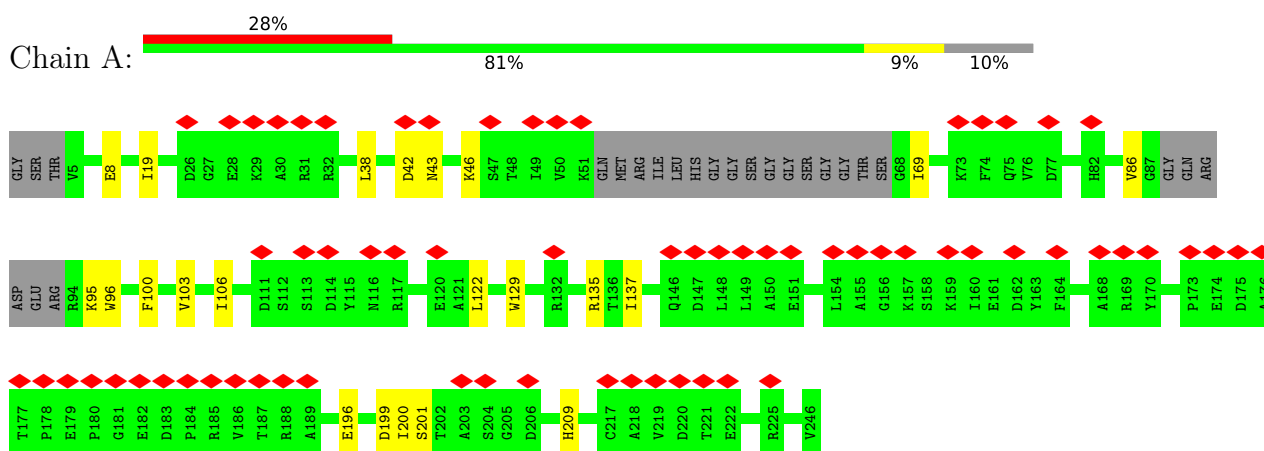 28%
Chain A:
81% 9% 10%
GLY SER THR V5 E8 I19 D26 G27 E28 K29 A30 R31 R32 L38 D42 N43 K46 S47 T48 I49 V50 K51 GLN MET ARG ILE LEU HIS GLY GLY SER GLY GLY SER GLY GLY THR SER G68 I69 K73 F74 Q75 V76 D77 H82 V86 G87 GLY GLN ARG
ASP GLU ARG R94 K95 W96 F100 V103 I106 D111 S112 S113 D114 Y115 N116 R117 E120 A121 L122 W129 R132 R135 T136 I137 Q146 D147 L148 L149 A150 E151 L154 A155 G156 K157 S158 K159 I160 E161 D162 Y163 F164 A168 R169 Y170 P173 E174 D175 A176
T177 P178 E179 P180 G181 E182 D183 P184 R185 V186 T187 R188 A189 E196 D199 I200 S201 T202 A203 S204 G205 D206 H209 C217 A218 V219 D220 T221 E222 R225 V246